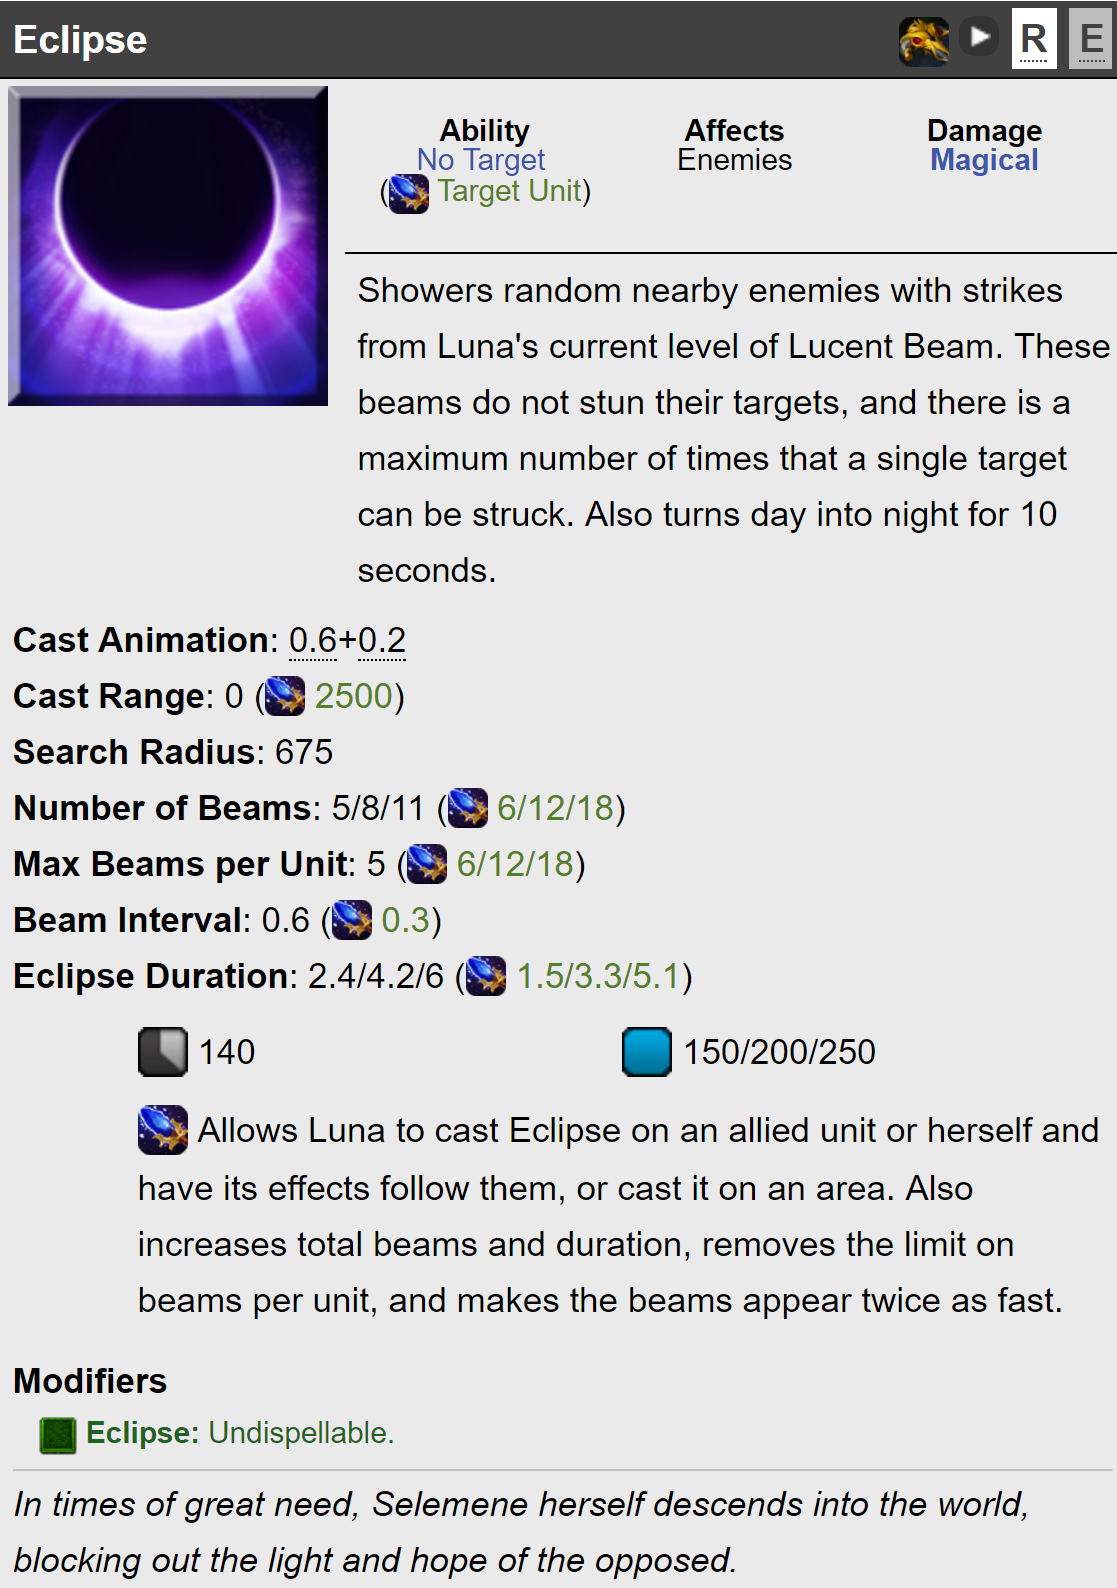 Eclipse
R
E
Ability
No Target
(Target Unit)
Affects
Enemies
Damage
Magical
Showers random nearby enemies with strikes
from Luna's current level of Lucent Beam. These
beams do not stun their targets, and there is a
maximum number of times that a single target
can be struck. Also turns day into night for 10
seconds.
Cast Animation: 0.6+0.2
Cast Range: 0 (2500)
Search Radius: 675
Number of Beams: 5/8/11 (6/12/18)
Max Beams per Unit: 5 (6/12/18)
Beam Interval: 0.6 (0.3)
Eclipse Duration: 2.4/4.2/6 (1.5/3.3/5.1)
140
150/200/250
Allows Luna to cast Eclipse on an allied unit or herself and
have its effects follow them, or cast it on an area. Also
increases total beams and duration, removes the limit on
beams per unit, and makes the beams appear twice as fast.
Modifiers
Eclipse: Undispellable.
In times of great need, Selemene herself descends into the world,
blocking out the light and hope of the opposed.